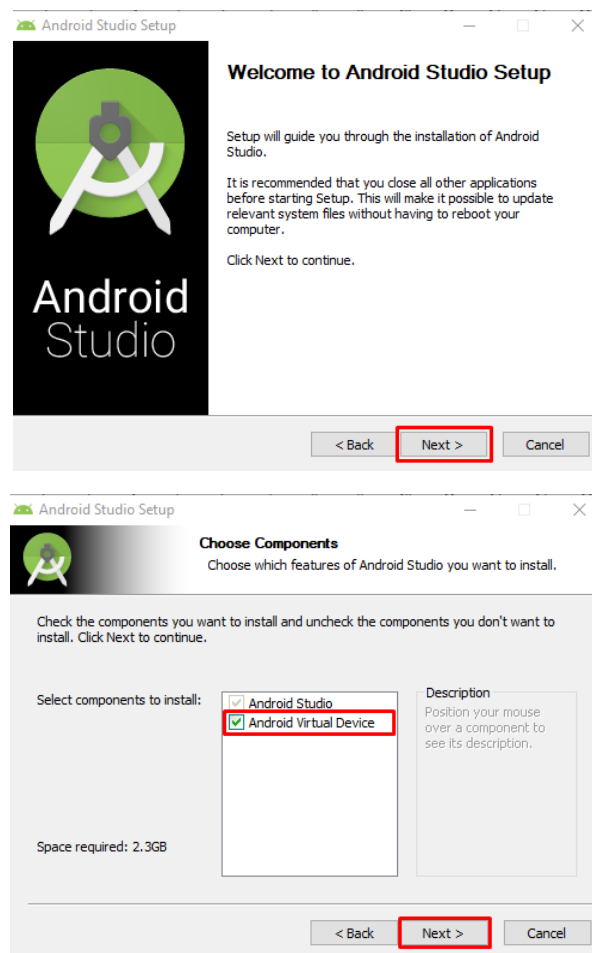 Android Studio Setup
Welcome to Android Studio Setup
Setup will guide you through the installation of Android
Studio.
It is recommended that you close all other applications
before starting Setup. This will make it possible to update
relevant system files without having to reboot your
computer.
Click Next to continue.
Android
Studio
< Back
Next >
Cancel
Android Studio Setup
Choose Components
Choose which features of Android Studio you want to install.
Check the components you want to install and uncheck the components you don't want to
install. Click Next to continue.
Select components to install:
Android Studio
Android Virtual Device
Description
Position your mouse
over a component to
see its description.
Space required: 2.3GB
< Back
Next >
Cancel